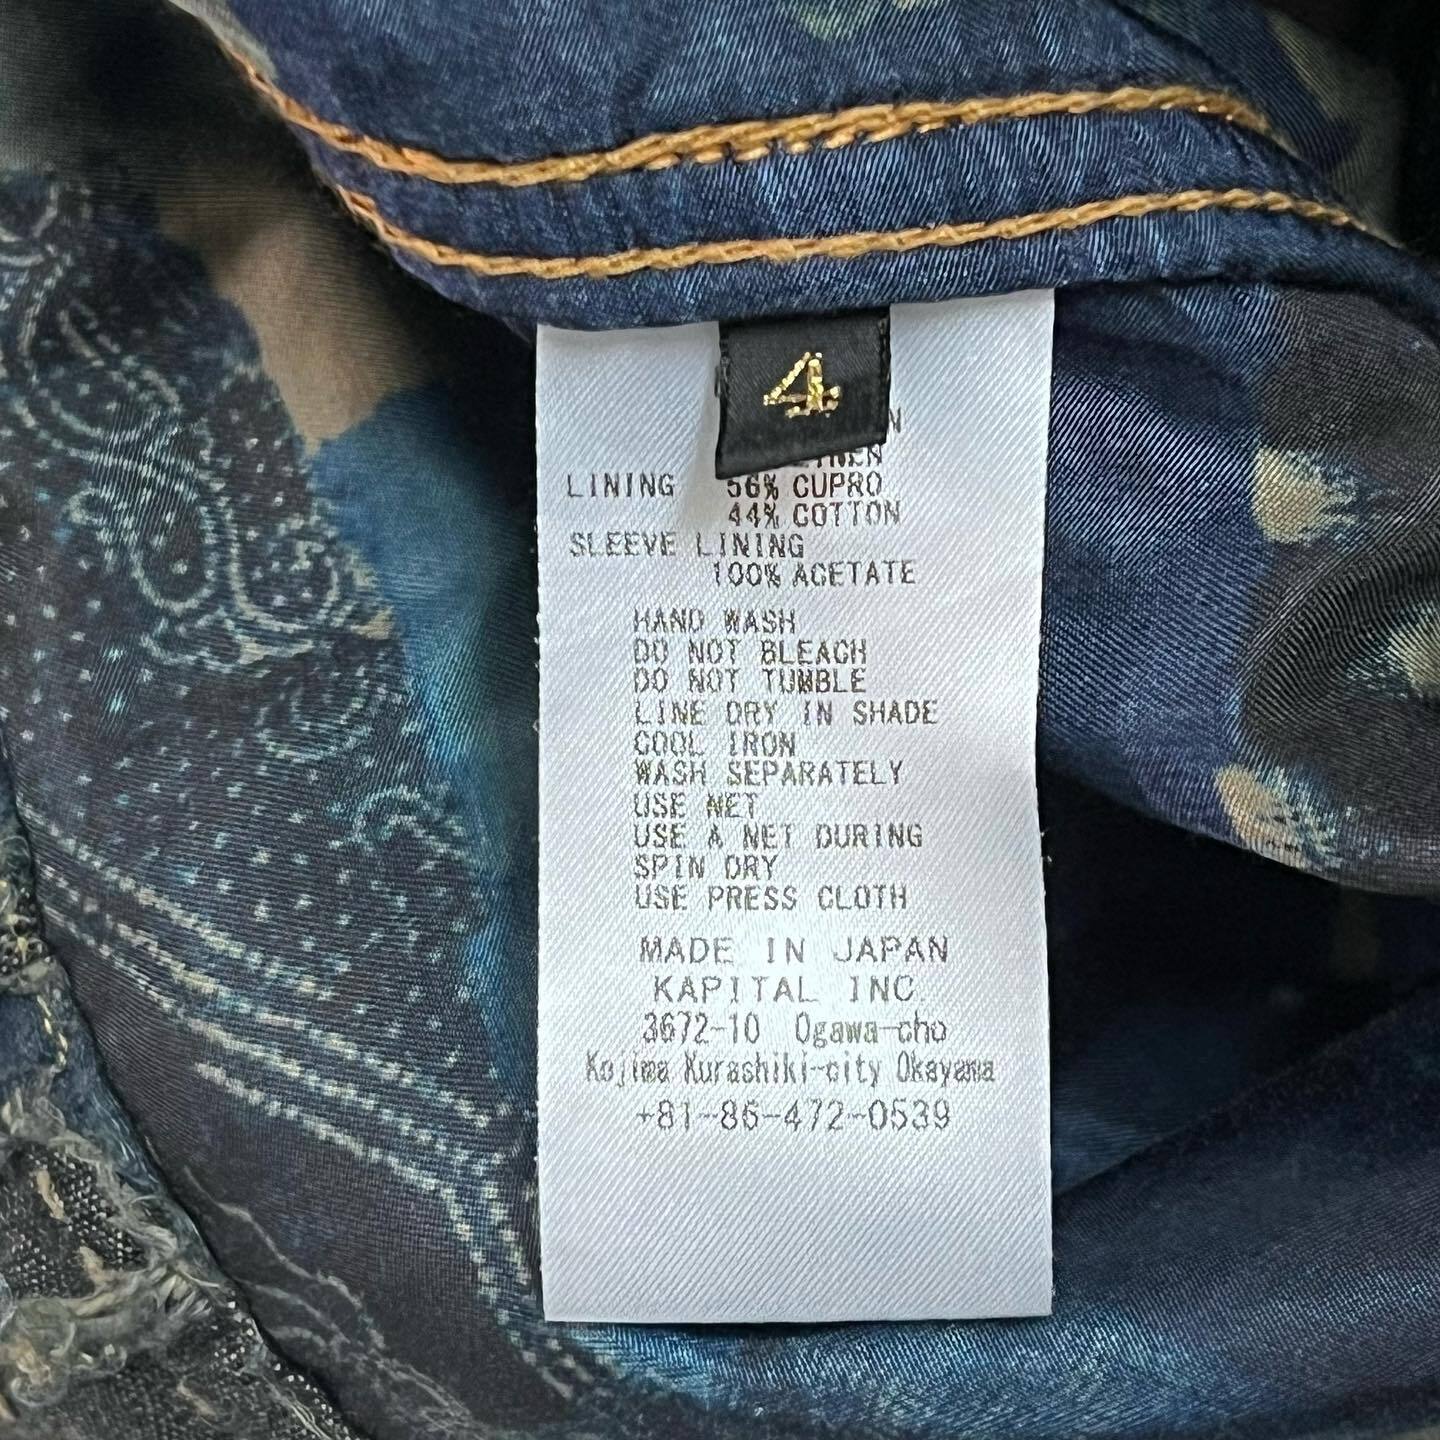 4
LINING 56% CUPRO
44% COTTON
SLEEVE LINING
100% ACETATE
HAND WASH
DO NOT BLEACH
DO NOT TUMBLE
LINE DRY IN SHADE
COOL IRON
WASH SEPARATELY
USE NET
USE A NET DURING
SPIN DRY
USE PRESS CLOTH
MADE IN JAPAN
KAPITAL INC.
3672-10 Ogawa-cho
Kojima Kurashiki-city Okayama
+81-86-472-0539